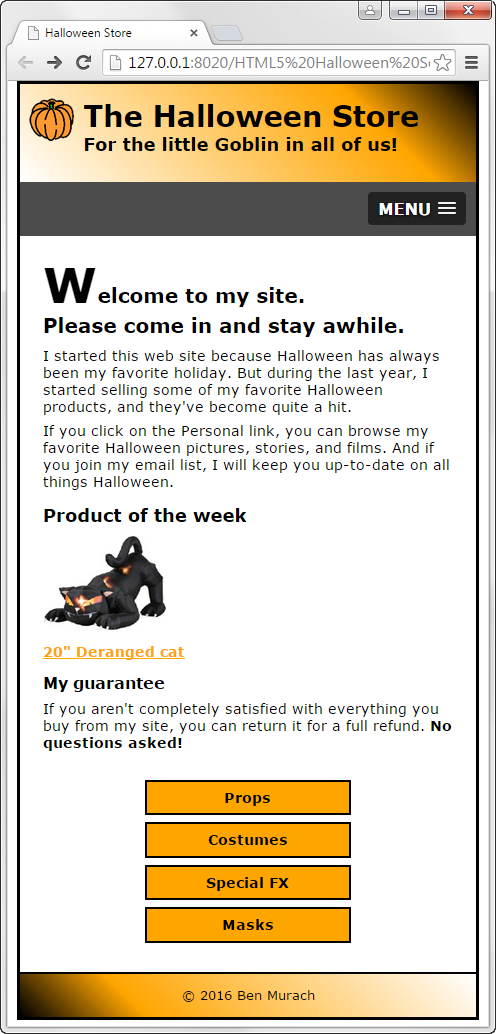 Halloween Store
127.0.0.1:8020/HTML5%20Halloween%20S
The Halloween Store
For the little Goblin in all of us!
MENU
Welcome to my site.
Please come in and stay awhile.
I started this web site because Halloween has always
been my favorite holiday. But during the last year, I
started selling some of my favorite Halloween
products, and they've become quite a hit.
If you click on the Personal link, you can browse my
favorite Halloween pictures, stories, and films. And if
you join my email list, I will keep you up-to-date on all
things Halloween.
Product of the week
20" Deranged cat
My guarantee
If you aren't completely satisfied with everything you
buy from my site, you can return it for a full refund. No
questions asked!
Props
Costumes
Special FX
Masks
© 2016 Ben Murach